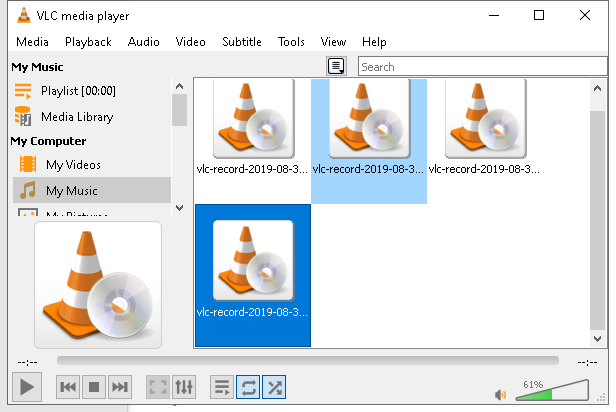 VLC media player
Media Playback Audio Video Subtitle Tools View Help
My Music
Search
Playlist [00:00]
Media Library
My Computer
My Videos
My Music
My Pictures
vlc-record-2019-08-3... vlc-record-2019-08-3... vlc-record-2019-08-3...
vlc-record-2019-08-3...
--:-- --:--
61%